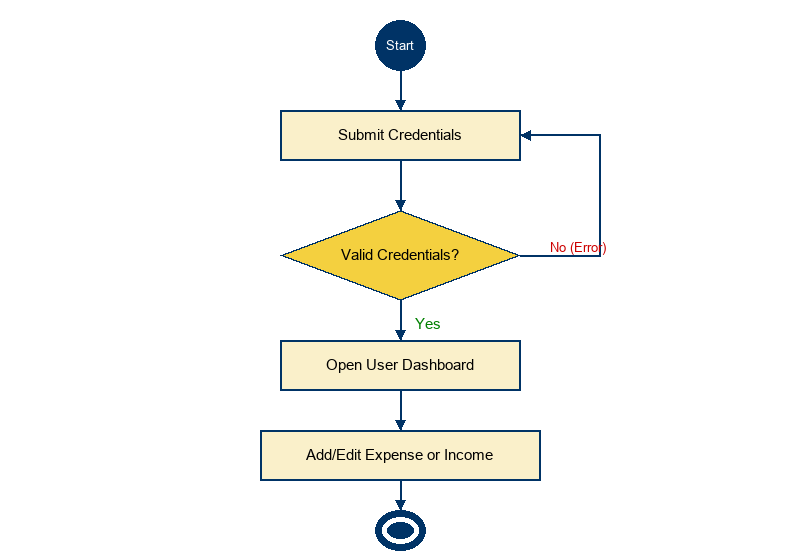 Start
Submit Credentials
Valid Credentials?
No (Error)
Yes
Open User Dashboard
Add/Edit Expense or Income